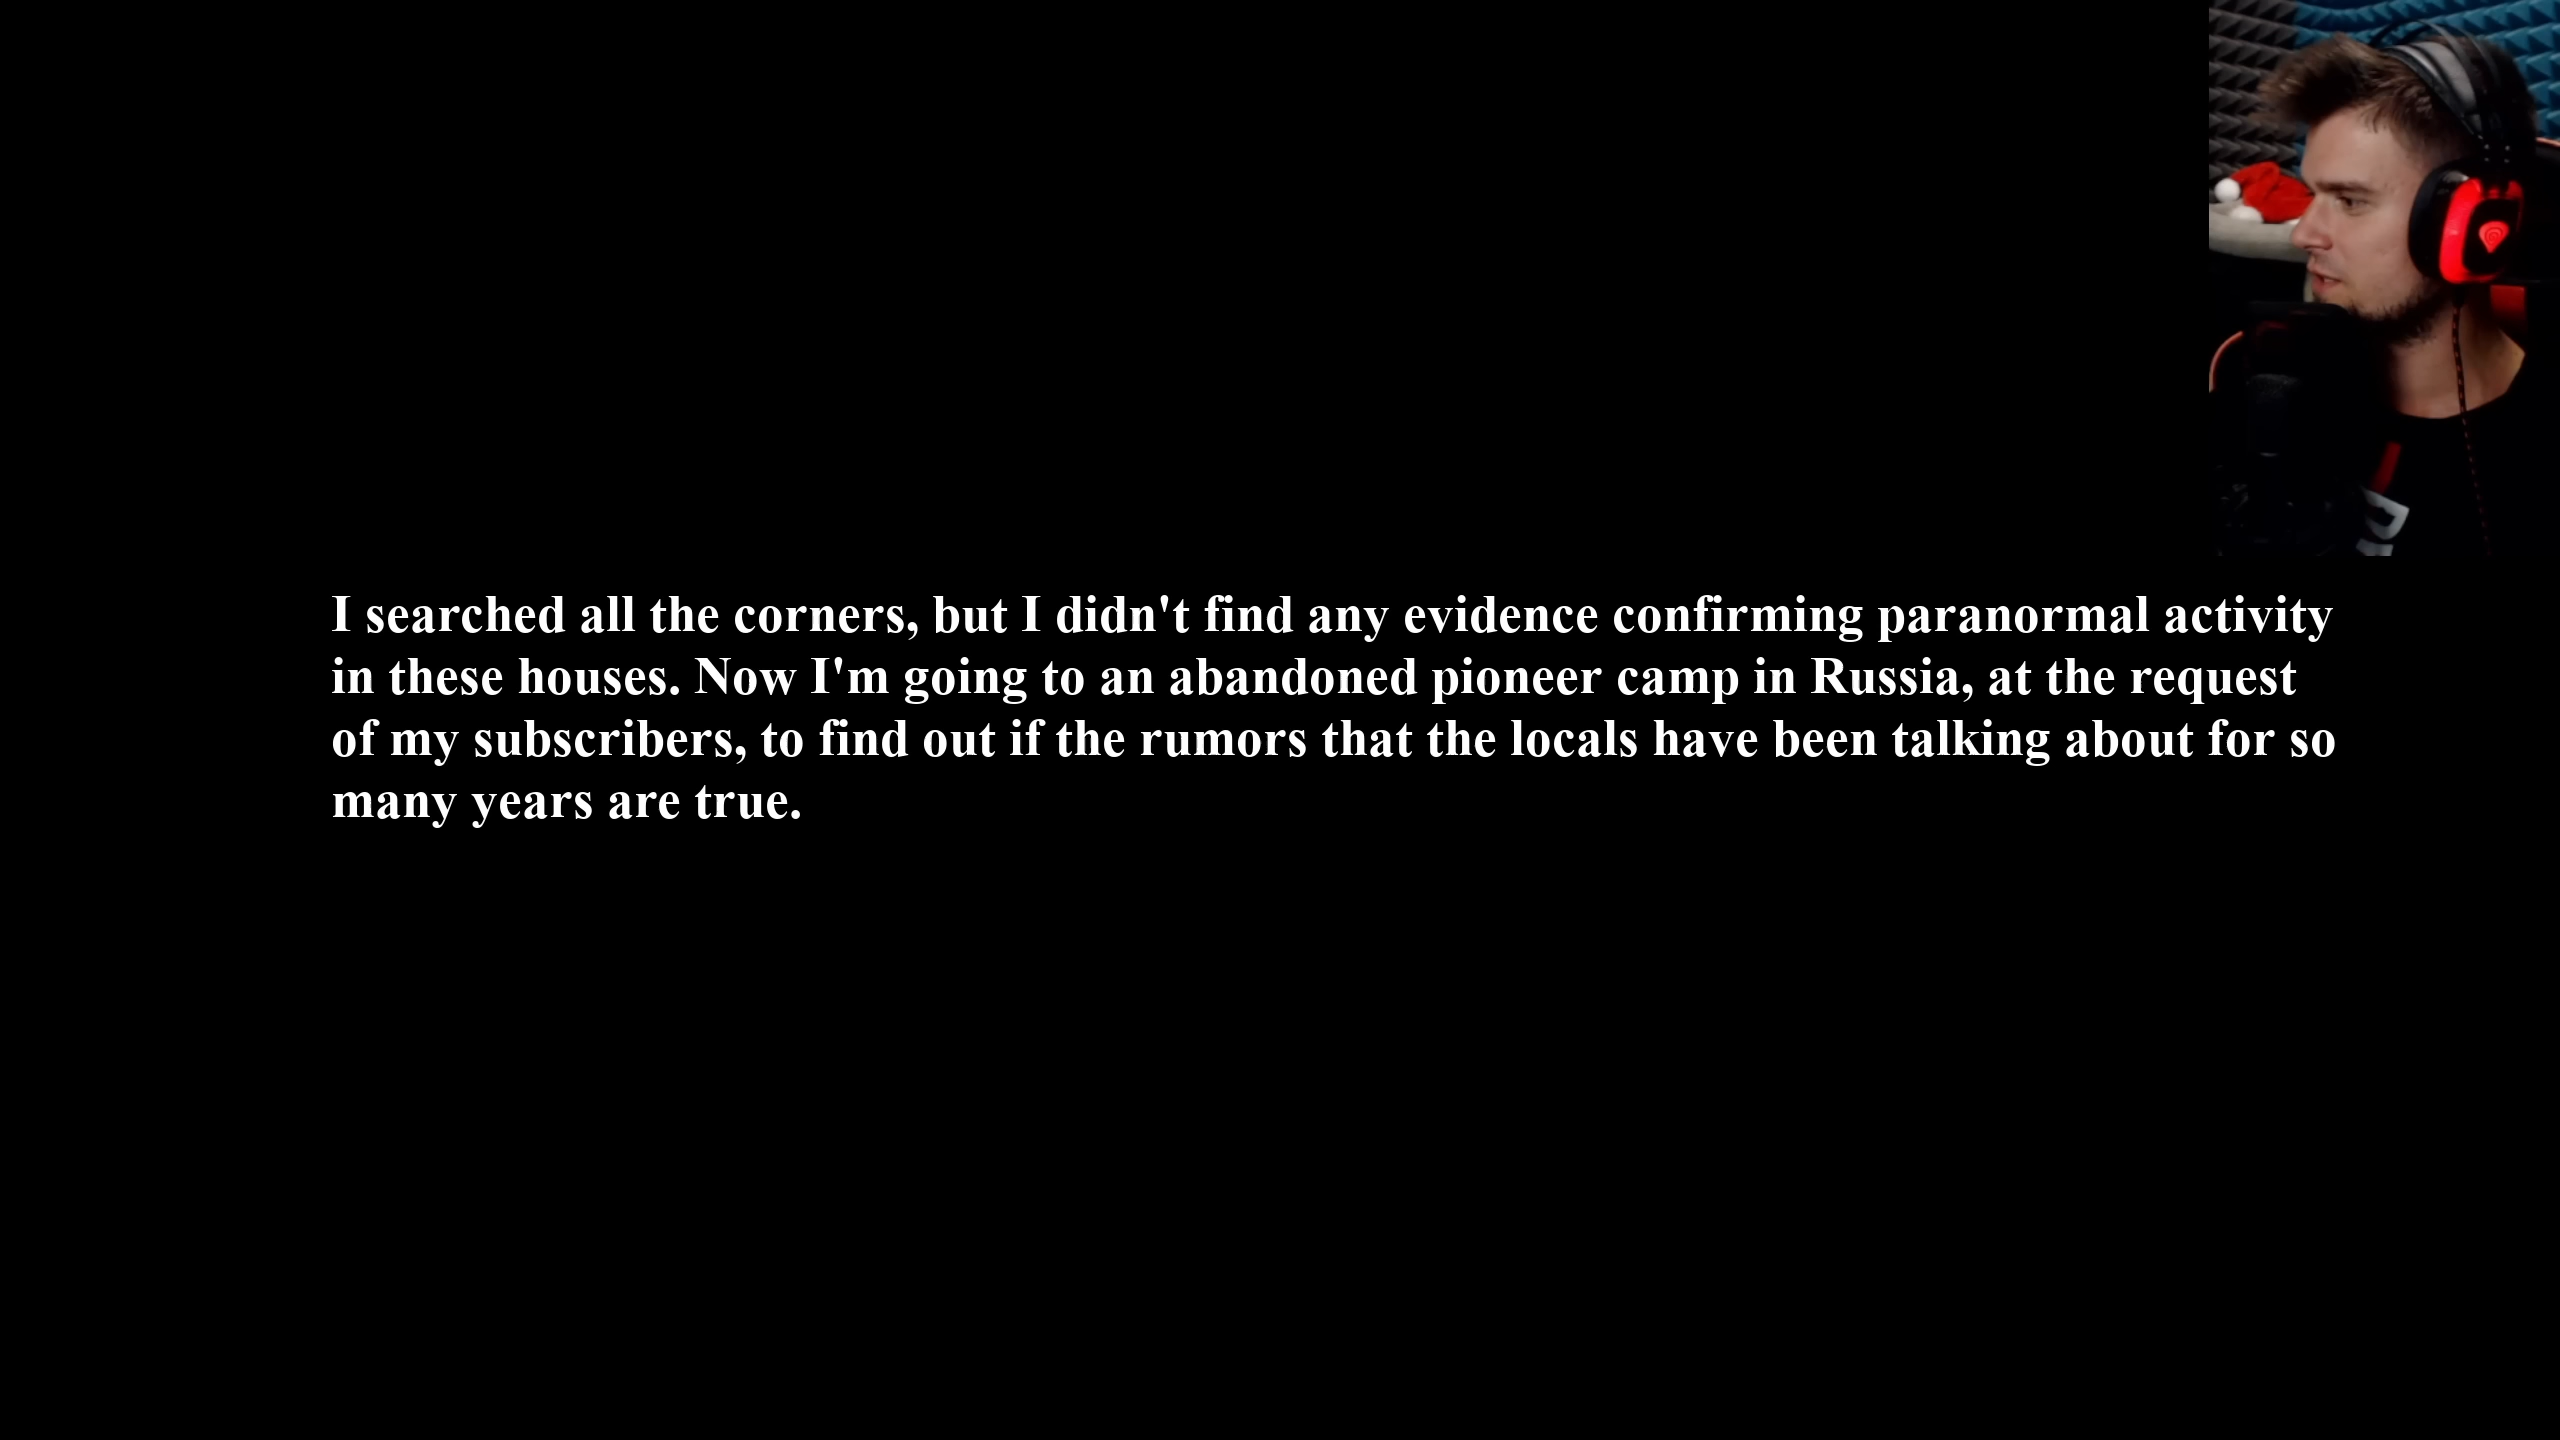 I searched all the corners, but I didn't find any evidence confirming paranormal activity
in these houses. Now I'm going to an abandoned pioneer camp in Russia, at the request
of my subscribers, to find out if the rumors that the locals have been talking about for so
many years are true.